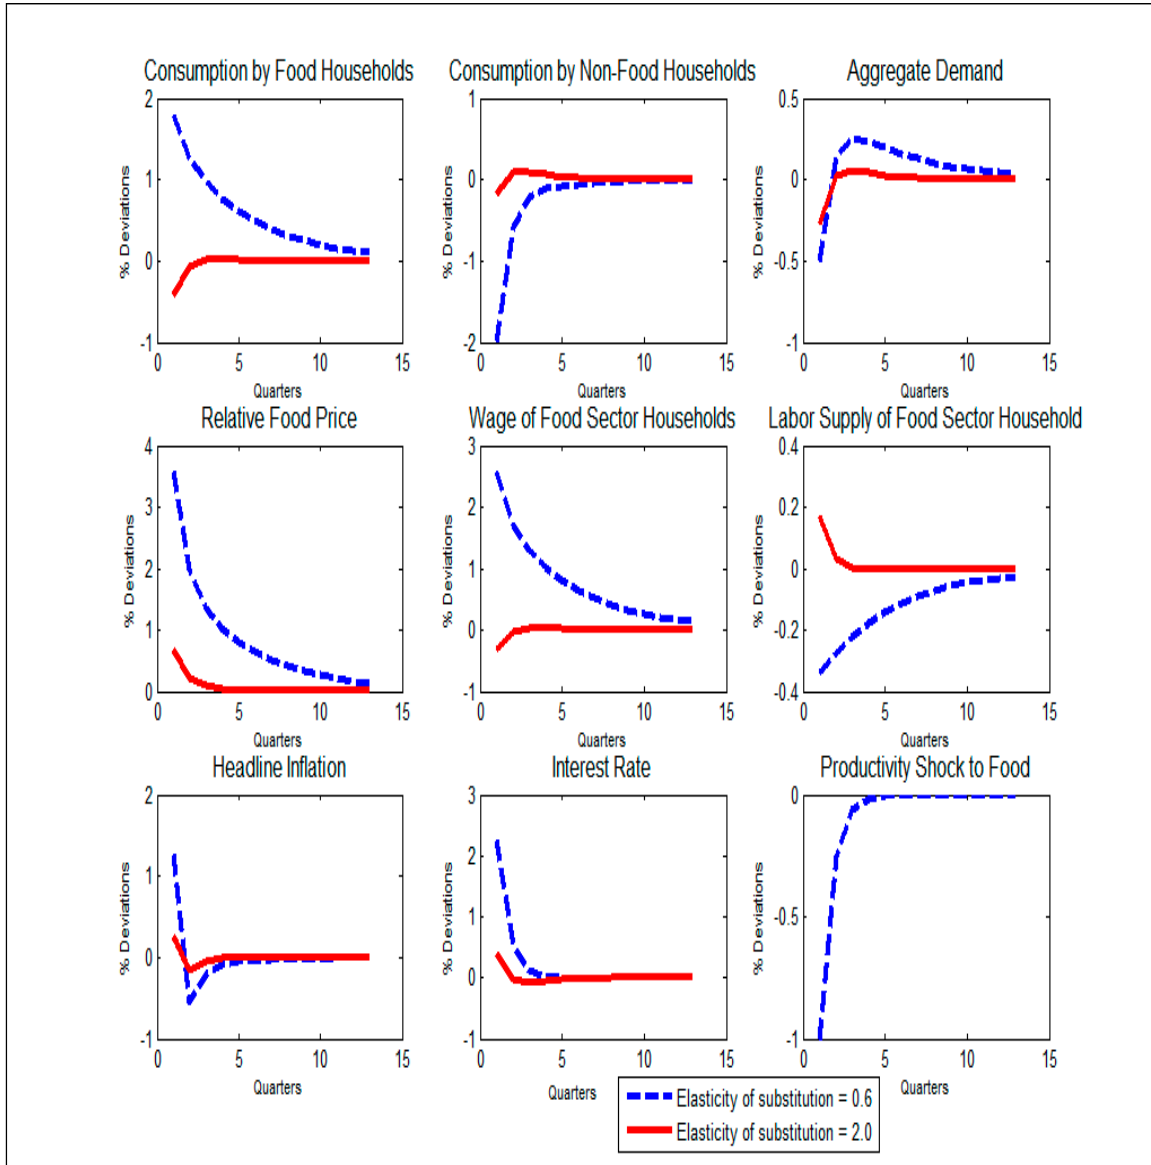 Consumption by Food Households
2
1
0
-1
% Deviations
0 5 10 15
Quarters
Consumption by Non-Food Households
1
0
-1
-2
% Deviations
0 5 10 15
Quarters
Aggregate Demand
0.5
0
-0.5
-1
% Deviations
0 5 10 15
Quarters
Relative Food Price
4
3
2
1
0
% Deviations
0 5 10 15
Quarters
Wage of Food Sector Households
3
2
1
0
-1
% Deviations
0 5 10 15
Quarters
Labor Supply of Food Sector Household
0.4
0.2
0
-0.2
-0.4
% Deviations
0 5 10 15
Quarters
Headline Inflation
2
1
0
-1
% Deviations
0 5 10 15
Quarters
Interest Rate
3
2
1
0
-1
% Deviations
0 5 10 15
Quarters
Productivity Shock to Food
0
-0.5
-1
% Deviations
0 5 10 15
Quarters
Elasticity of substitution = 0.6
Elasticity of substitution = 2.0